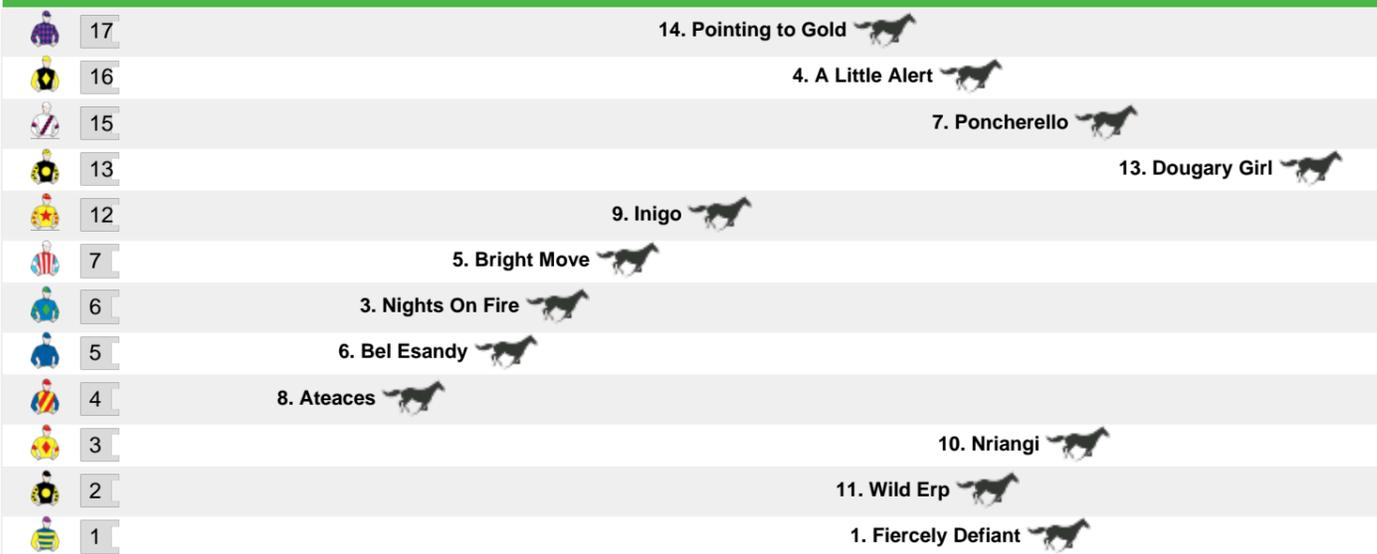 17 14. Pointing to Gold
16 4. A Little Alert
15 7. Poncherello
13 13. Dougary Girl
12 9. Inigo
7 5. Bright Move
6 3. Nights On Fire
5 6. Bel Esandy
4 8. Ateaces
3 10. Nriangi
2 11. Wild Erp
1 1. Fiercely Defiant